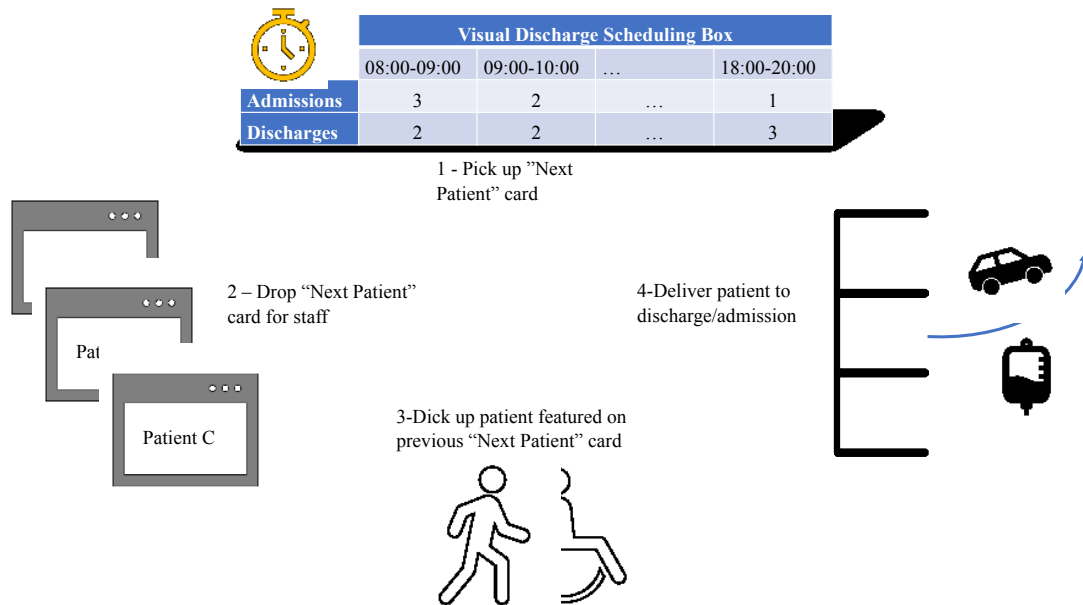 Visual Discharge Scheduling Box
08:00-09:00 09:00-10:00 … 18:00-20:00
Admissions 3 2 … 1
Discharges 2 2 … 3
1 - Pick up ”Next
Patient” card
2 – Drop “Next Patient”
card for staff
4-Deliver patient to
discharge/admission
Pat
Patient C
3-Dick up patient featured on
previous “Next Patient” card